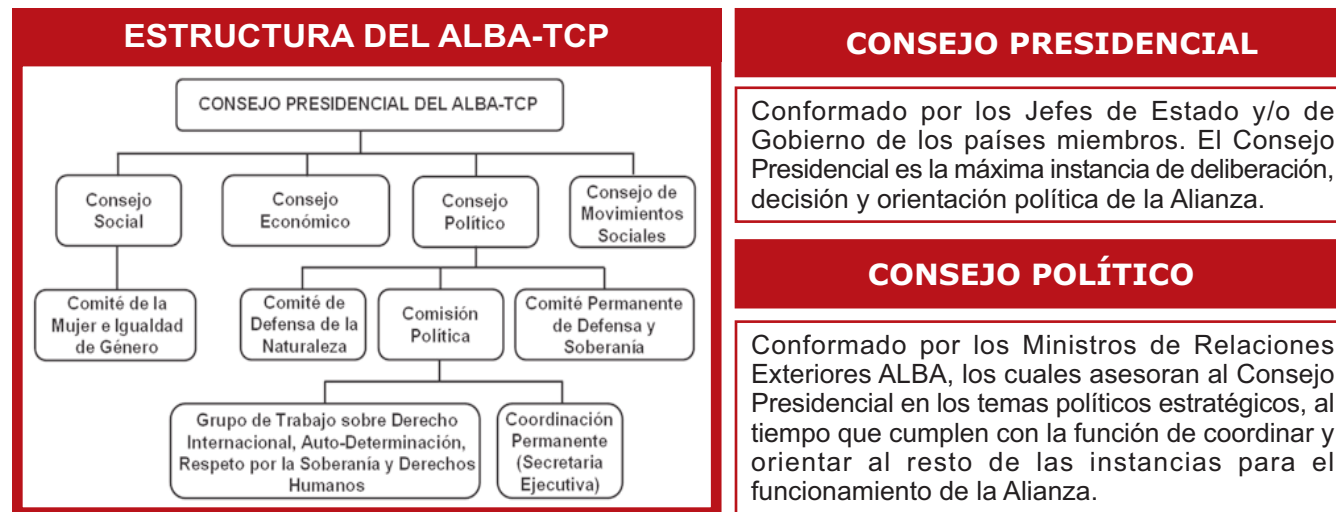 ESTRUCTURA DEL ALBA-TCP
CONSEJO PRESIDENCIAL DEL ALBA-TCP
Consejo
Social
Consejo
Económico
Consejo
Político
Consejo de
Movimientos
Sociales
Comité de la
Mujer e Igualdad
de Género
Comité de
Defensa de la
Naturaleza
Comisión
Política
Comité Permanente
de Defensa y
Soberanía
Grupo de Trabajo sobre Derecho
Internacional, Auto-Determinación,
Respeto por la Soberanía y Derechos
Humanos
Coordinación
Permanente
(Secretaria
Ejecutiva)
CONSEJO PRESIDENCIAL
Conformado por los Jefes de Estado y/o de
Gobierno de los países miembros. El Consejo
Presidencial es la máxima instancia de deliberación,
decisión y orientación política de la Alianza.
CONSEJO POLÍTICO
Conformado por los Ministros de Relaciones
Exteriores ALBA, los cuales asesoran al Consejo
Presidencial en los temas políticos estratégicos, al
tiempo que cumplen con la función de coordinar y
orientar al resto de las instancias para el
funcionamiento de la Alianza.